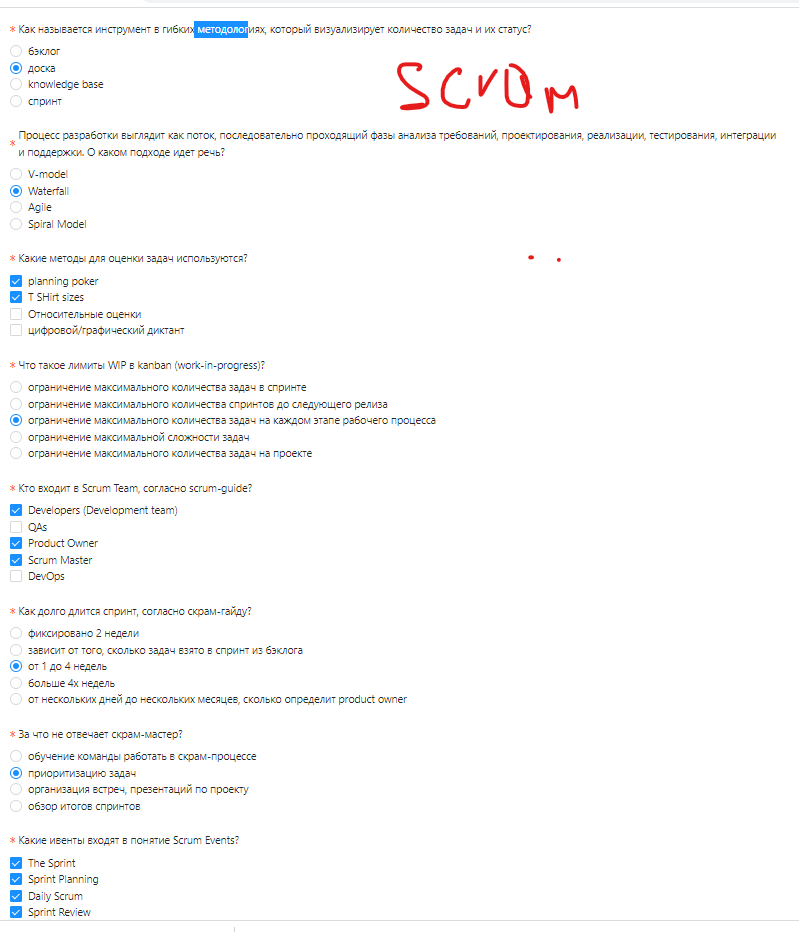 * Как называется инструмент в гибких методологиях, который визуализирует количество задач и их статус?
бэклог
доска
knowledge base
спринт
scrum
Процесс разработки выглядит как поток, последовательно проходящий фазы анализа требований, проектирования, реализации, тестирования, интеграции
* и поддержки. О каком подходе идет речь?
V-model
Waterfall
Agile
Spiral Model
* Какие методы для оценки задач используются?
planning poker
T SHirt sizes
Относительные оценки
цифровой/графический диктант
* Что такое лимиты WIP в kanban (work-in-progress)?
ограничение максимального количества задач в спринте
ограничение максимального количества спринтов до следующего релиза
ограничение максимального количества задач на каждом этапе рабочего процесса
ограничение максимальной сложности задач
ограничение максимального количества задач на проекте
* Кто входит в Scrum Team, согласно scrum-guide?
Developers (Development team)
QAs
Product Owner
Scrum Master
DevOps
* Как долго длится спринт, согласно скрам-гайду?
фиксировано 2 недели
зависит от того, сколько задач взято в спринт из бэклога
от 1 до 4 недель
больше 4х недель
от нескольких дней до нескольких месяцев, сколько определит product owner
* За что не отвечает скрам-мастер?
обучение команды работать в скрам-процессе
приоритизацию задач
организация встреч, презентаций по проекту
обзор итогов спринтов
* Какие ивенты входят в понятие Scrum Events?
The Sprint
Sprint Planning
Daily Scrum
Sprint Review